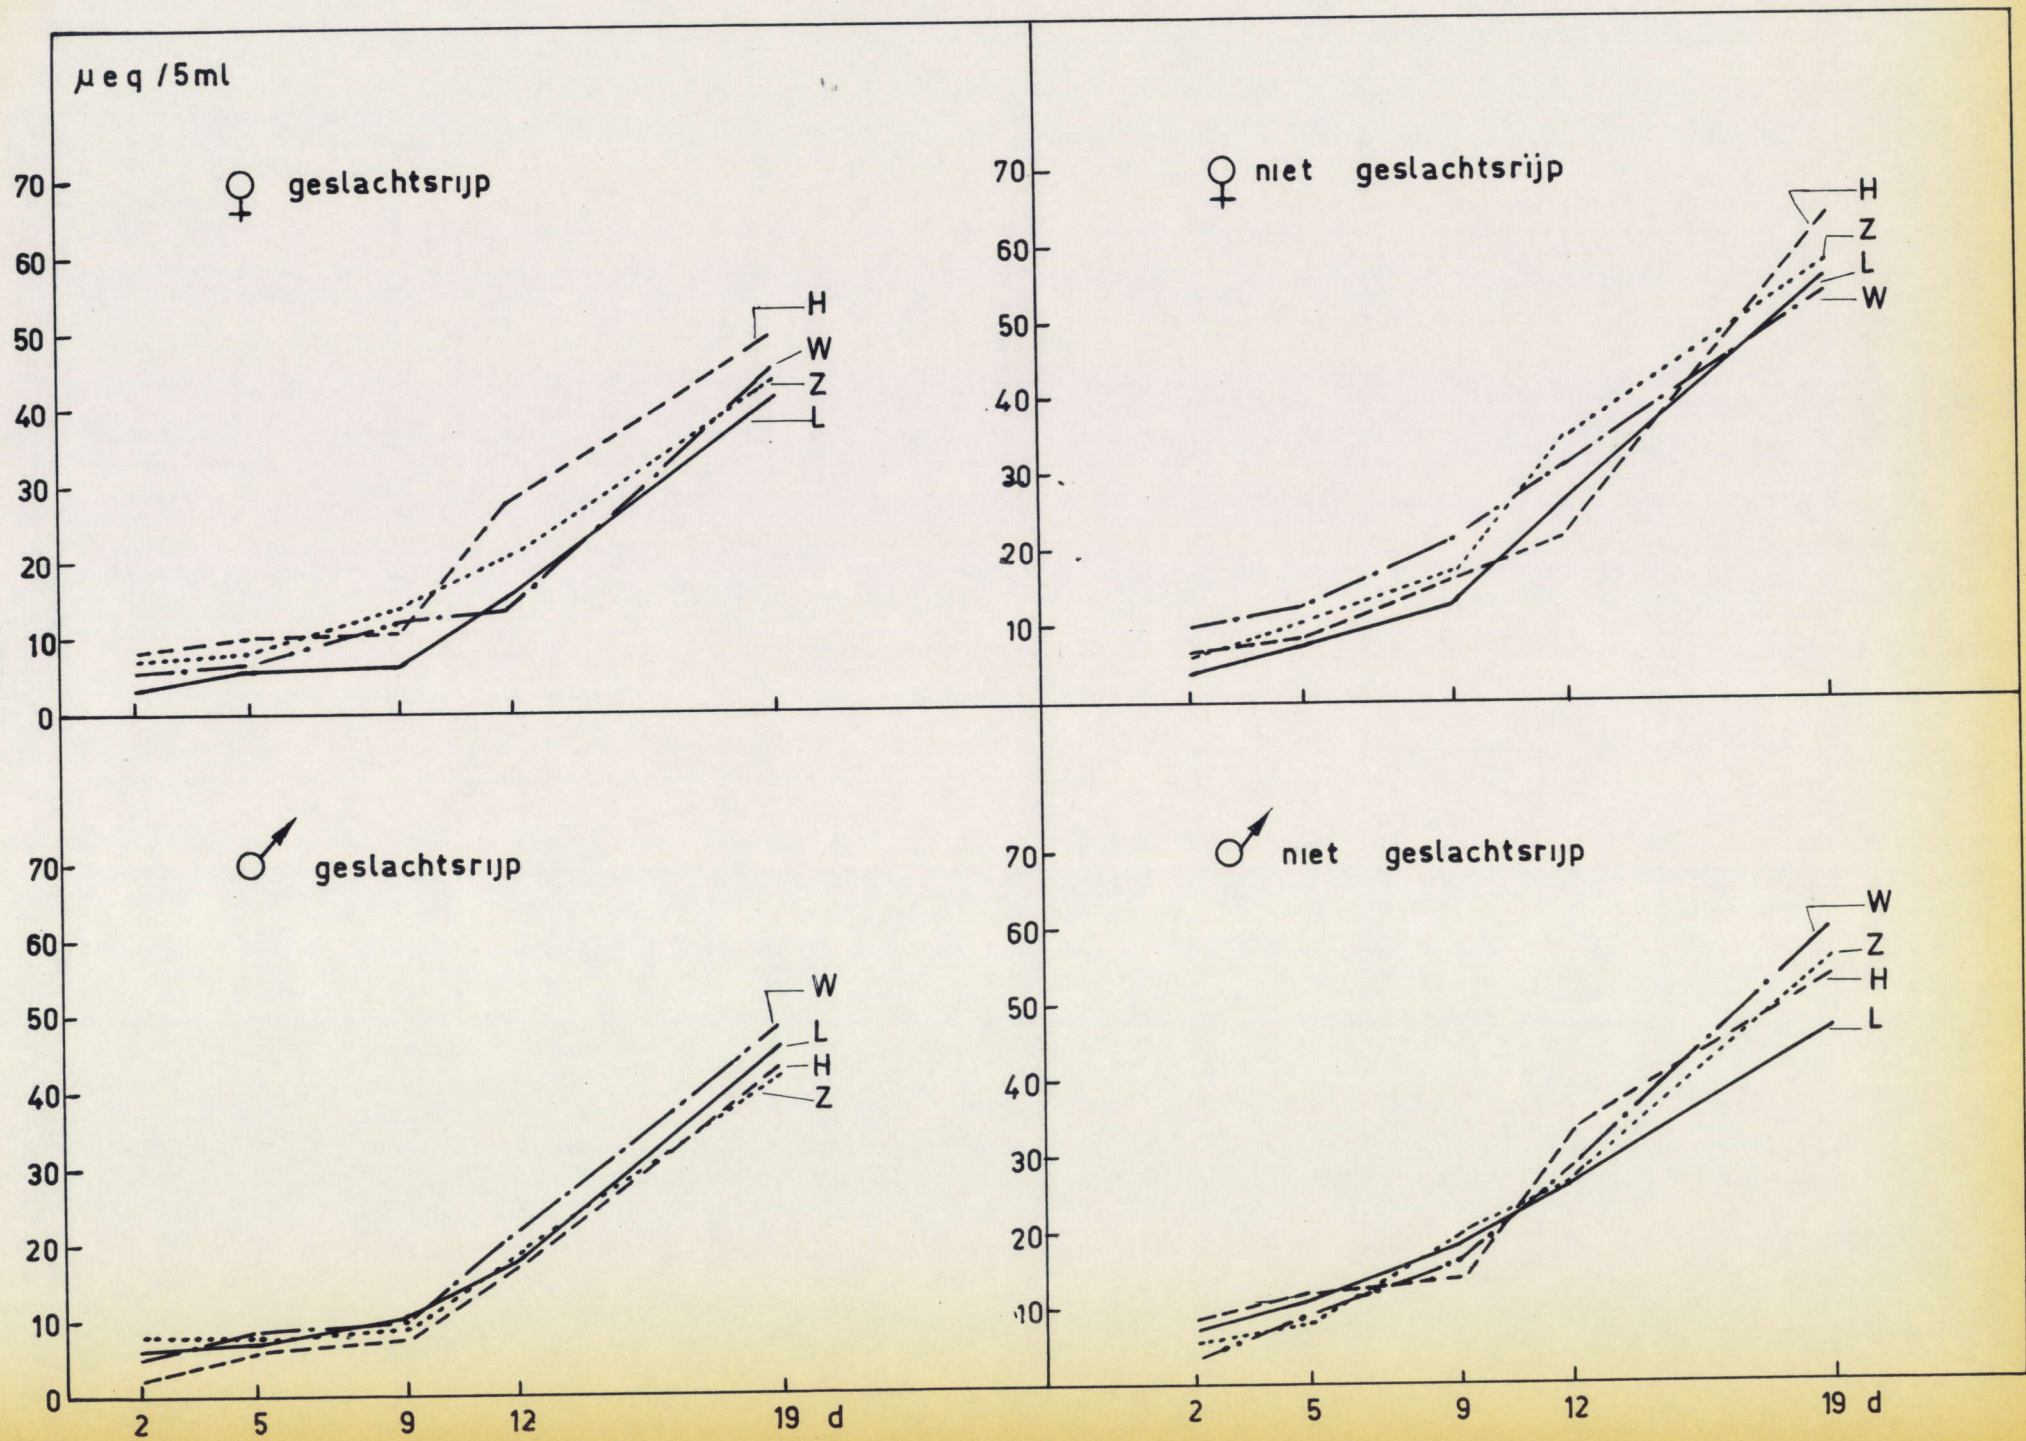 µeq /5ml
♀ geslachtsrijp
70
60
50
40
30
20
10
0
H
W
Z
L
♀ niet geslachtsrijp
70
60
50
40
30
20
10
H
Z
L
W
♂ geslachtsrijp
70
60
50
40
30
20
10
0
W
L
H
Z
2 5 9 12 19 d
♂ niet geslachtsrijp
70
60
50
40
30
20
10
W
Z
H
L
2 5 9 12 19 d